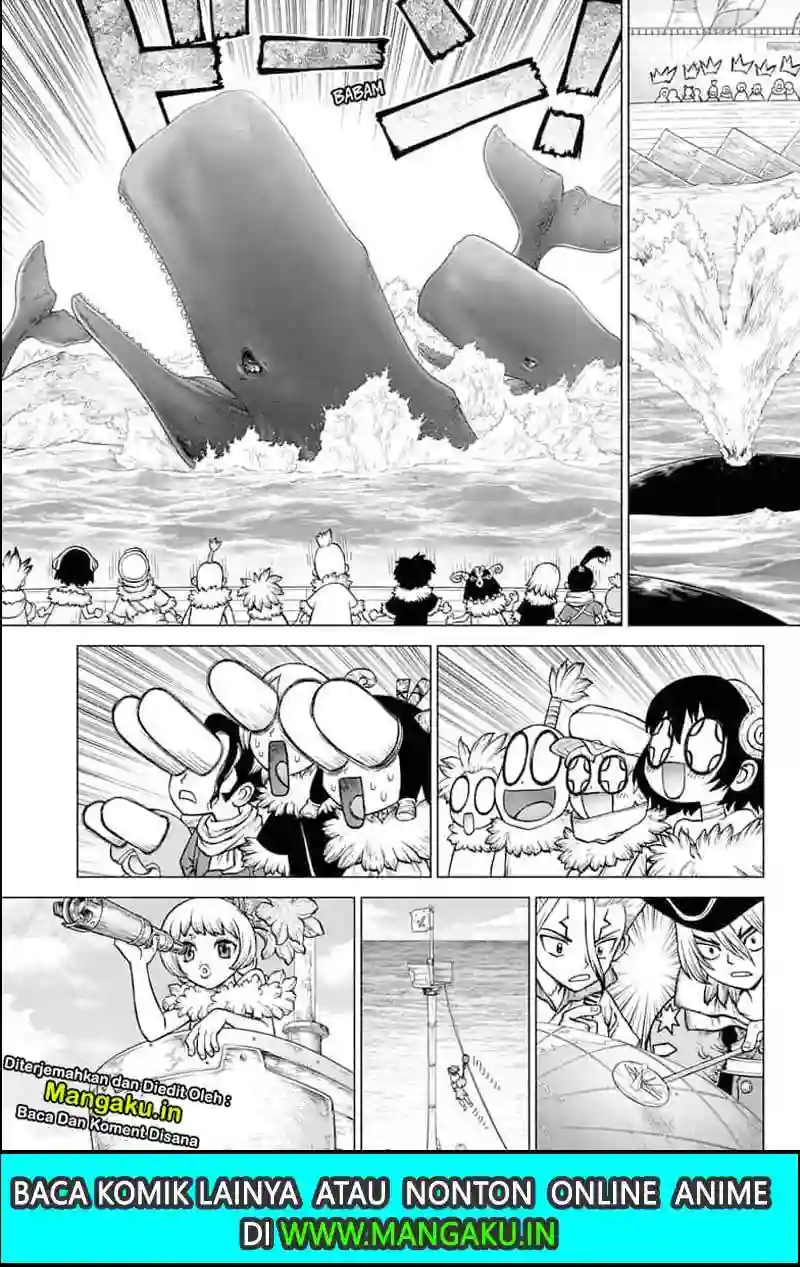 BABAM
Diterjemahkan dan Diedit Oleh :
Mangaku.in
Baca Dan Koment Disana
BACA KOMIK LAINYA ATAU NONTON ONLINE ANIME
DI WWW.MANGAKU.IN